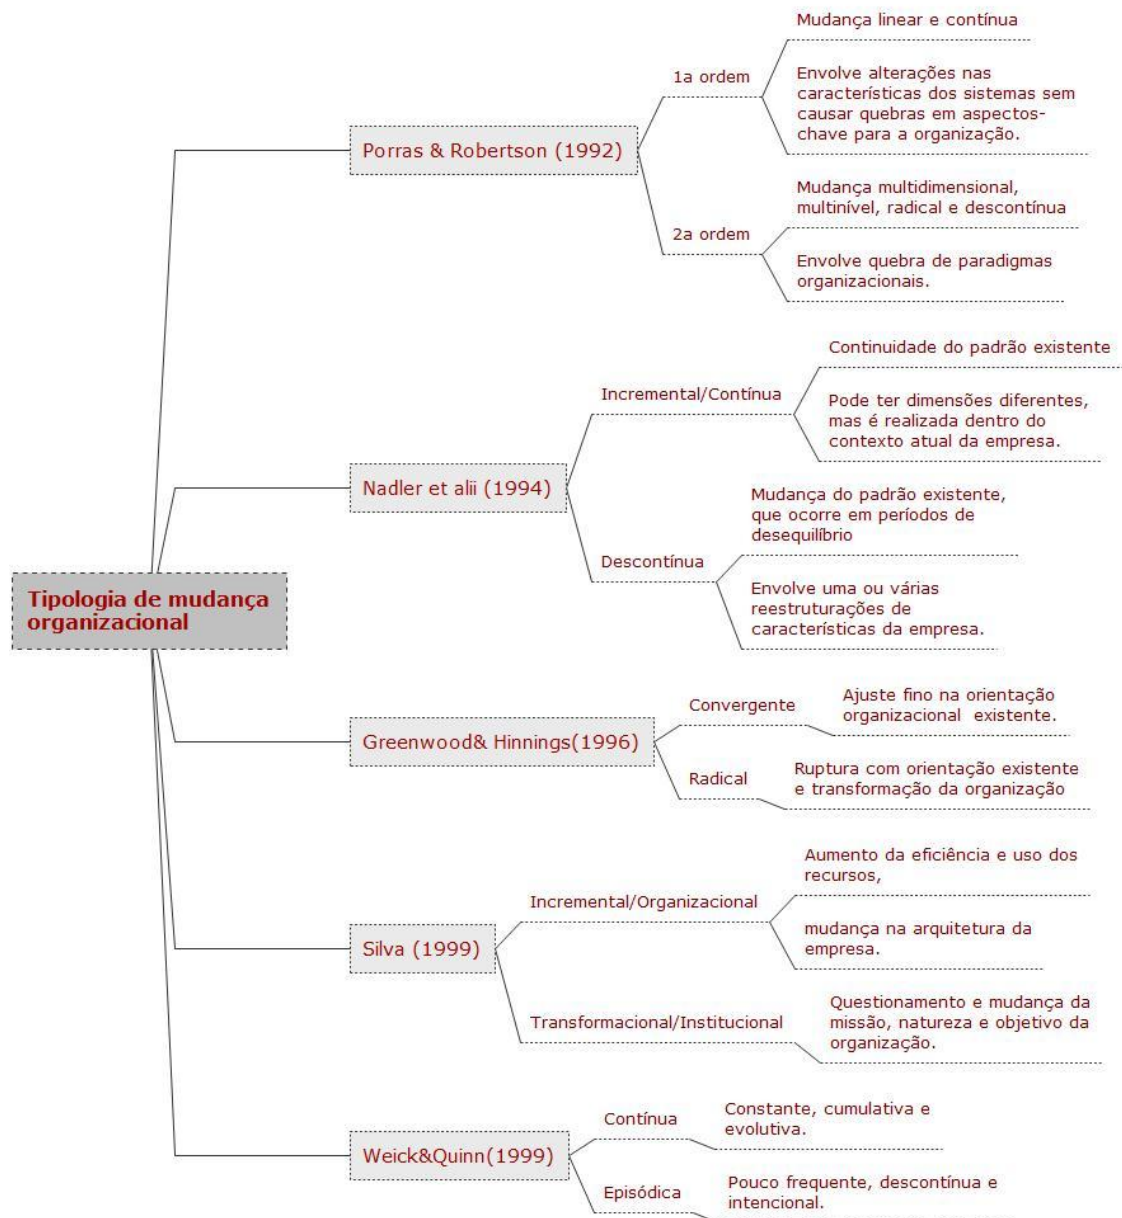 Tipologia de mudança
organizacional
Porras & Robertson (1992)
1a ordem
Mudança linear e contínua
Envolve alterações nas
características dos sistemas sem
causar quebras em aspectos-
chave para a organização.
2a ordem
Mudança multidimensional,
multinível, radical e descontínua
Envolve quebra de paradigmas
organizacionais.
Nadler et alii (1994)
Incremental/Contínua
Continuidade do padrão existente
Pode ter dimensões diferentes,
mas é realizada dentro do
contexto atual da empresa.
Descontínua
Mudança do padrão existente,
que ocorre em períodos de
desequilíbrio
Envolve uma ou várias
reestruturações de
características da empresa.
Greenwood& Hinnings(1996)
Convergente
Ajuste fino na orientação
organizacional existente.
Radical
Ruptura com orientação existente
e transformação da organização
Silva (1999)
Incremental/Organizacional
Aumento da eficiência e uso dos
recursos,
mudança na arquitetura da
empresa.
Transformacional/Institucional
Questionamento e mudança da
missão, natureza e objetivo da
organização.
Weick&Quinn(1999)
Contínua
Constante, cumulativa e
evolutiva.
Episódica
Pouco frequente, descontínua e
intencional.